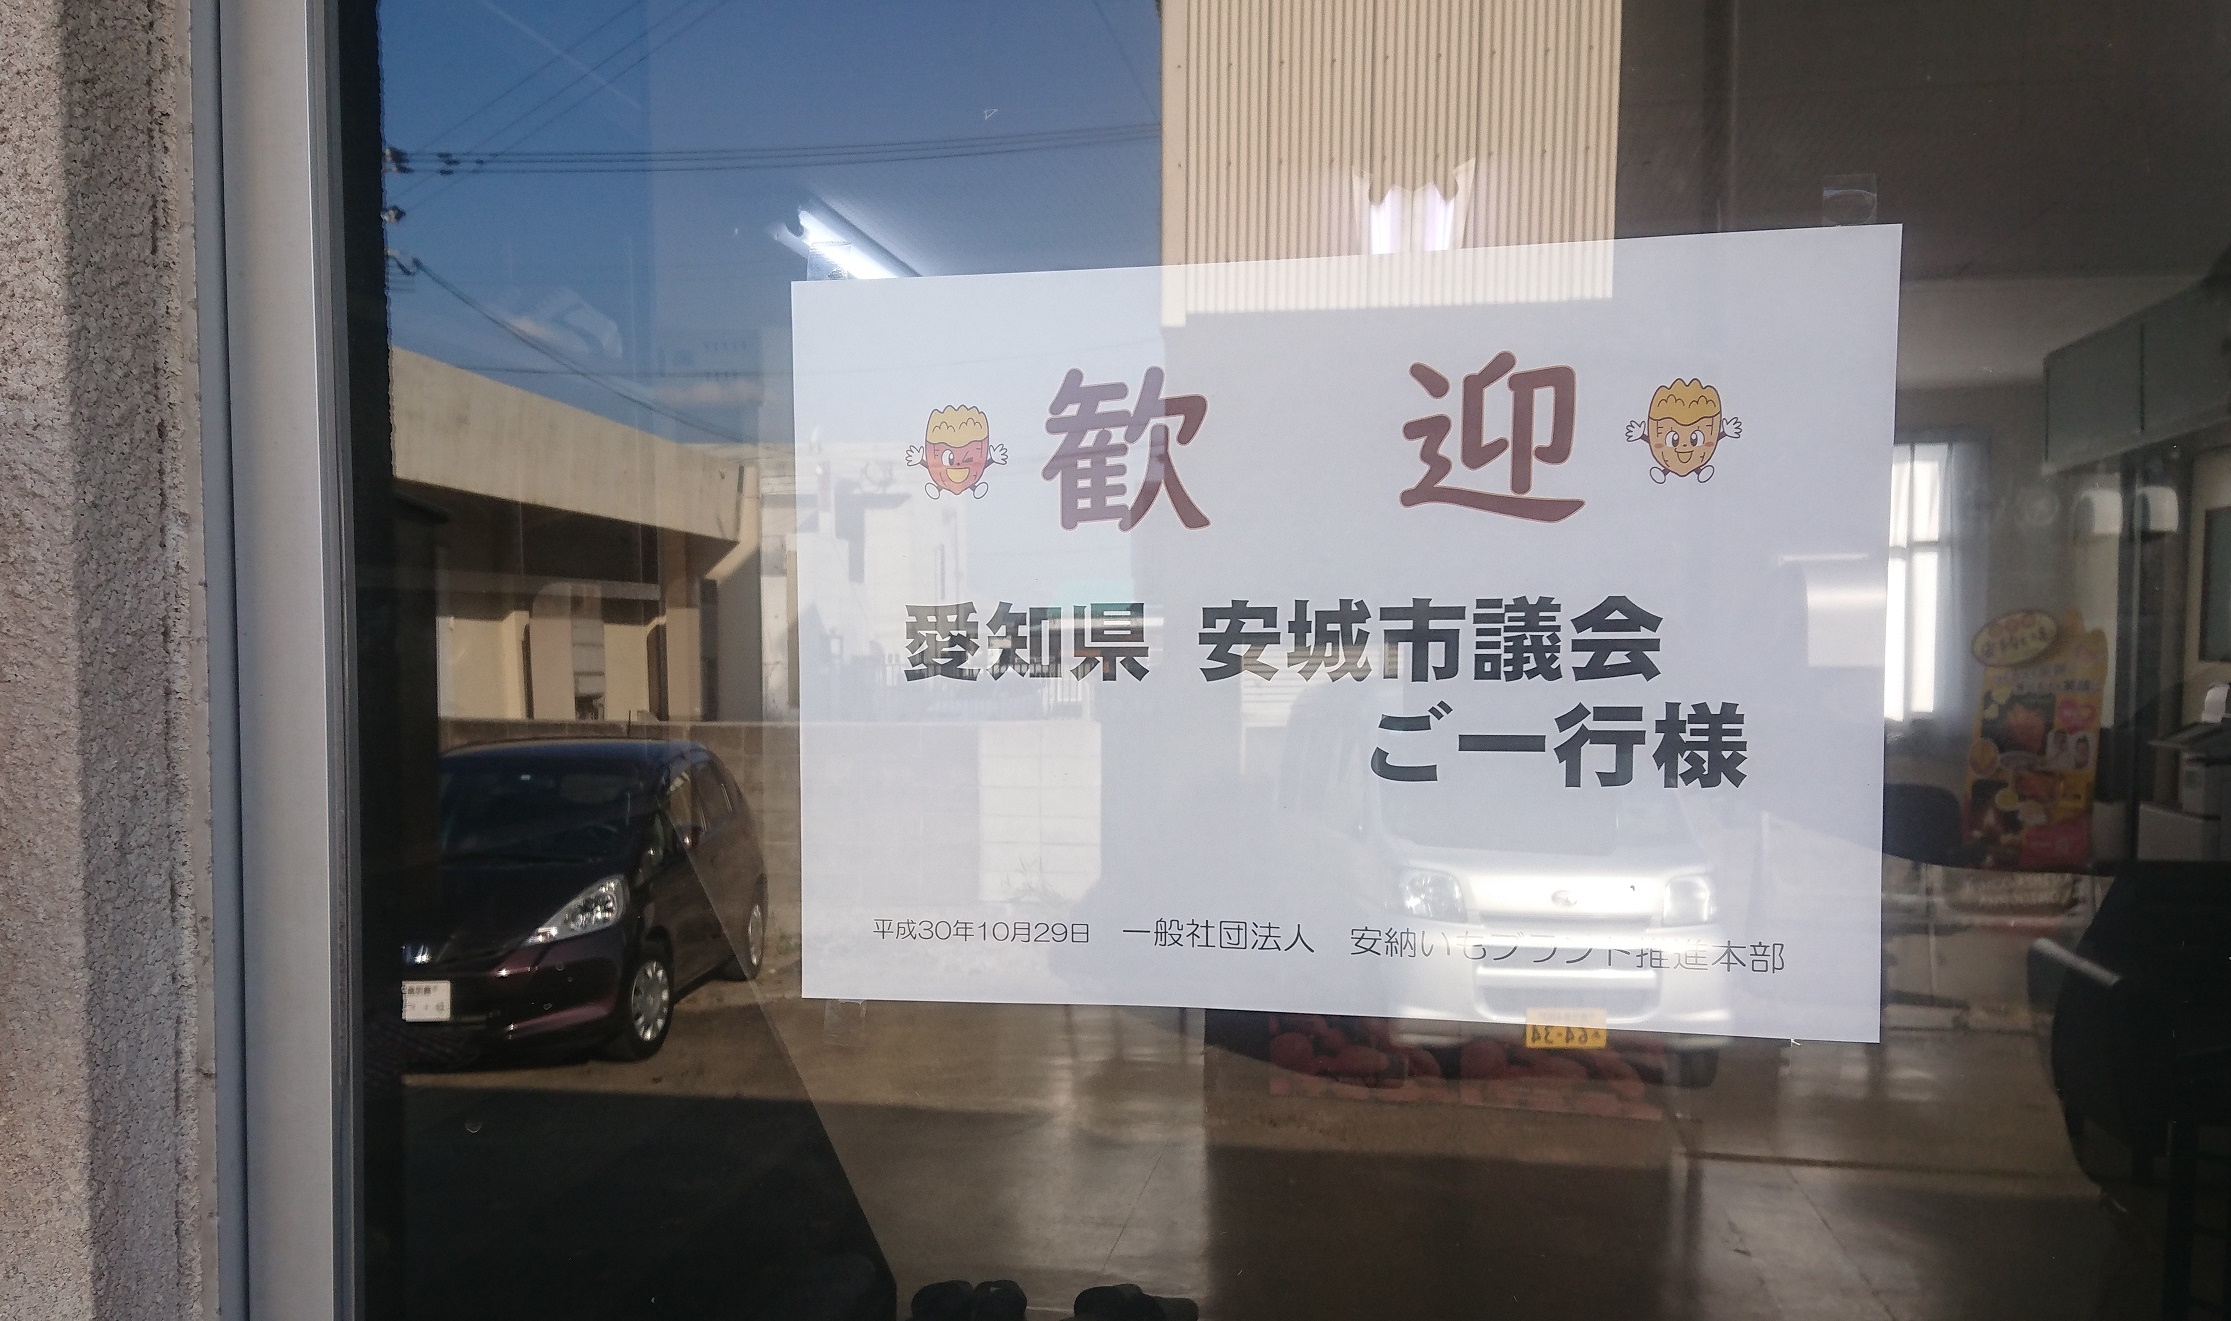 歓 迎
愛知県 安城市議会
ご一行様
平成30年10月29日 一般社団法人 安納いもブランド推進本部
64-34